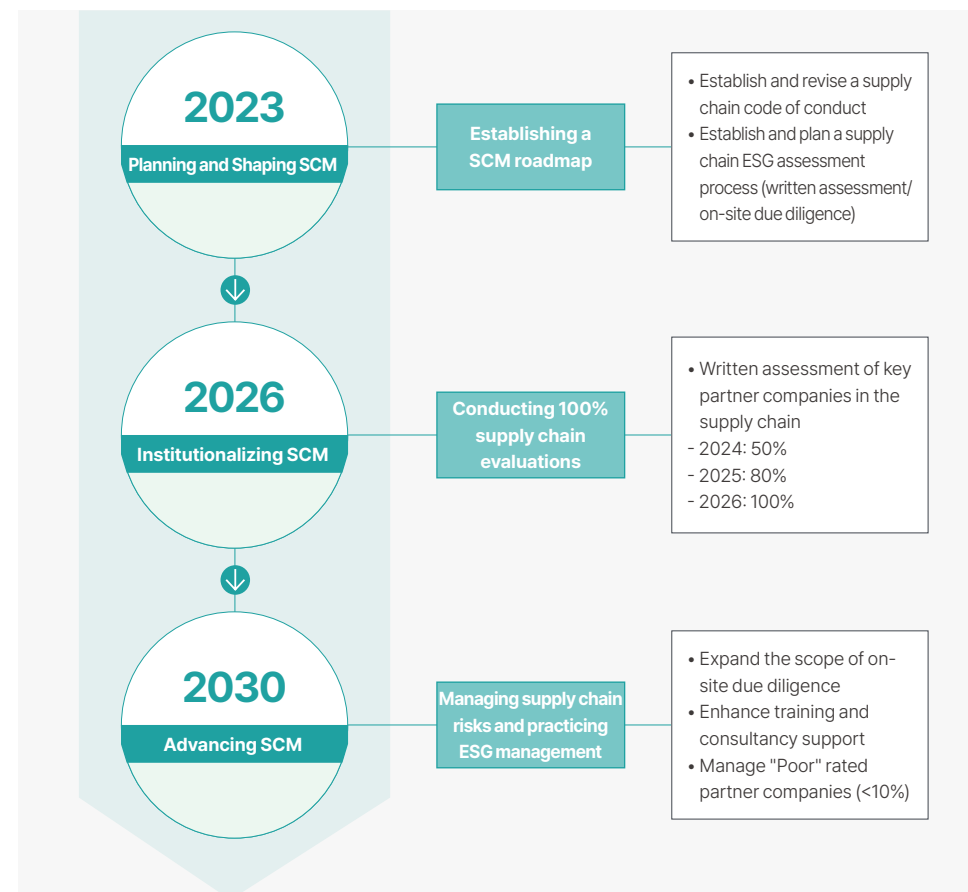 2023
Planning and Shaping SCM
Establishing a
SCM roadmap
• Establish and revise a supply
chain code of conduct
• Establish and plan a supply
chain ESG assessment
process (written assessment/
on-site due diligence)
2026
Institutionalizing SCM
Conducting 100%
supply chain
evaluations
• Written assessment of key
partner companies in the
supply chain
- 2024: 50%
- 2025: 80%
- 2026: 100%
2030
Advancing SCM
Managing supply chain
risks and practicing
ESG management
• Expand the scope of on-
site due diligence
• Enhance training and
consultancy support
• Manage "Poor" rated
partner companies (<10%)